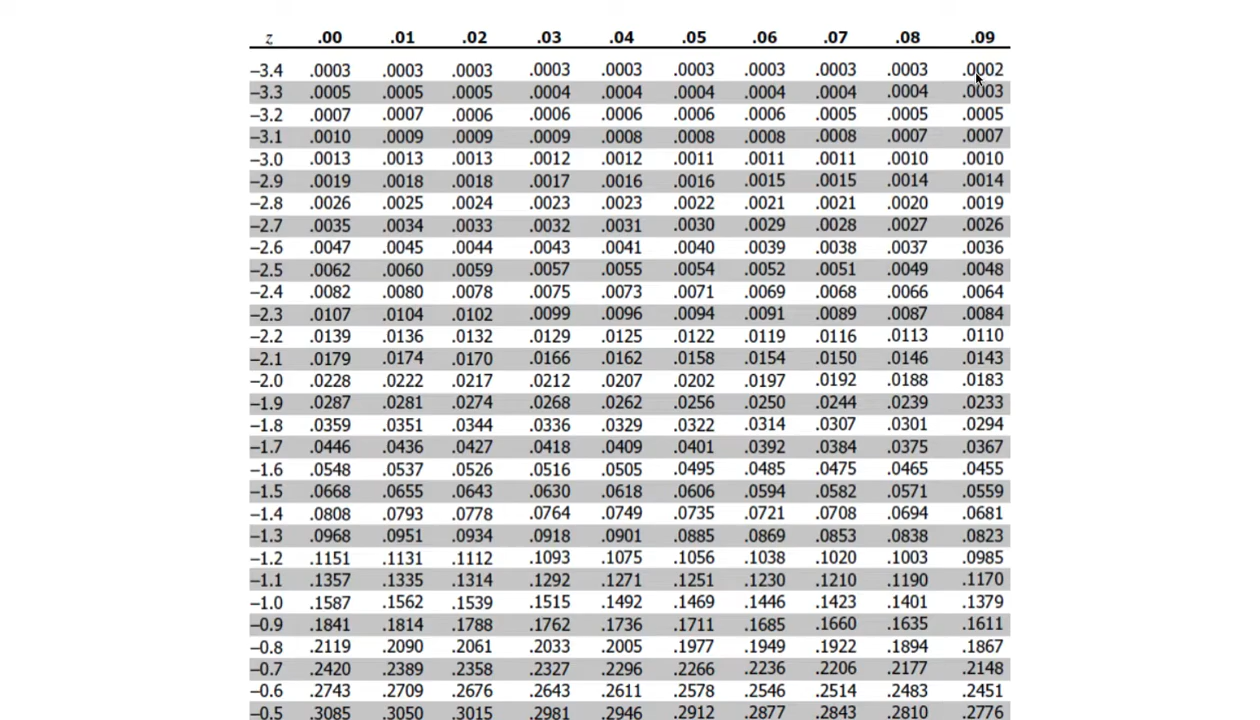 z .00 .01 .02 .03 .04 .05 .06 .07 .08 .09
–3.4 .0003 .0003 .0003 .0003 .0003 .0003 .0003 .0003 .0003 .0002
–3.3 .0005 .0005 .0005 .0004 .0004 .0004 .0004 .0004 .0004 .0003
–3.2 .0007 .0007 .0006 .0006 .0006 .0006 .0006 .0005 .0005 .0005
–3.1 .0010 .0009 .0009 .0009 .0008 .0008 .0008 .0008 .0007 .0007
–3.0 .0013 .0013 .0013 .0012 .0012 .0011 .0011 .0011 .0010 .0010
–2.9 .0019 .0018 .0018 .0017 .0016 .0016 .0015 .0015 .0014 .0014
–2.8 .0026 .0025 .0024 .0023 .0023 .0022 .0021 .0021 .0020 .0019
–2.7 .0035 .0034 .0033 .0032 .0031 .0030 .0029 .0028 .0027 .0026
–2.6 .0047 .0045 .0044 .0043 .0041 .0040 .0039 .0038 .0037 .0036
–2.5 .0062 .0060 .0059 .0057 .0055 .0054 .0052 .0051 .0049 .0048
–2.4 .0082 .0080 .0078 .0075 .0073 .0071 .0069 .0068 .0066 .0064
–2.3 .0107 .0104 .0102 .0099 .0096 .0094 .0091 .0089 .0087 .0084
–2.2 .0139 .0136 .0132 .0129 .0125 .0122 .0119 .0116 .0113 .0110
–2.1 .0179 .0174 .0170 .0166 .0162 .0158 .0154 .0150 .0146 .0143
–2.0 .0228 .0222 .0217 .0212 .0207 .0202 .0197 .0192 .0188 .0183
–1.9 .0287 .0281 .0274 .0268 .0262 .0256 .0250 .0244 .0239 .0233
–1.8 .0359 .0351 .0344 .0336 .0329 .0322 .0314 .0307 .0301 .0294
–1.7 .0446 .0436 .0427 .0418 .0409 .0401 .0392 .0384 .0375 .0367
–1.6 .0548 .0537 .0526 .0516 .0505 .0495 .0485 .0475 .0465 .0455
–1.5 .0668 .0655 .0643 .0630 .0618 .0606 .0594 .0582 .0571 .0559
–1.4 .0808 .0793 .0778 .0764 .0749 .0735 .0721 .0708 .0694 .0681
–1.3 .0968 .0951 .0934 .0918 .0901 .0885 .0869 .0853 .0838 .0823
–1.2 .1151 .1131 .1112 .1093 .1075 .1056 .1038 .1020 .1003 .0985
–1.1 .1357 .1335 .1314 .1292 .1271 .1251 .1230 .1210 .1190 .1170
–1.0 .1587 .1562 .1539 .1515 .1492 .1469 .1446 .1423 .1401 .1379
–0.9 .1841 .1814 .1788 .1762 .1736 .1711 .1685 .1660 .1635 .1611
–0.8 .2119 .2090 .2061 .2033 .2005 .1977 .1949 .1922 .1894 .1867
–0.7 .2420 .2389 .2358 .2327 .2296 .2266 .2236 .2206 .2177 .2148
–0.6 .2743 .2709 .2676 .2643 .2611 .2578 .2546 .2514 .2483 .2451
–0.5 .3085 .3050 .3015 .2981 .2946 .2912 .2877 .2843 .2810 .2776